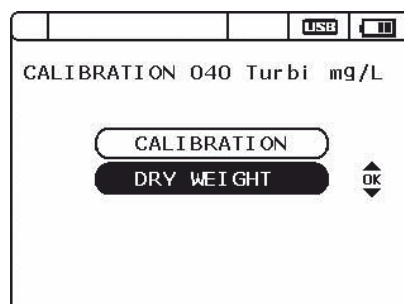 USB
CALIBRATION 040 Turbi mg/L
CALIBRATION
DRY WEIGHT
OK